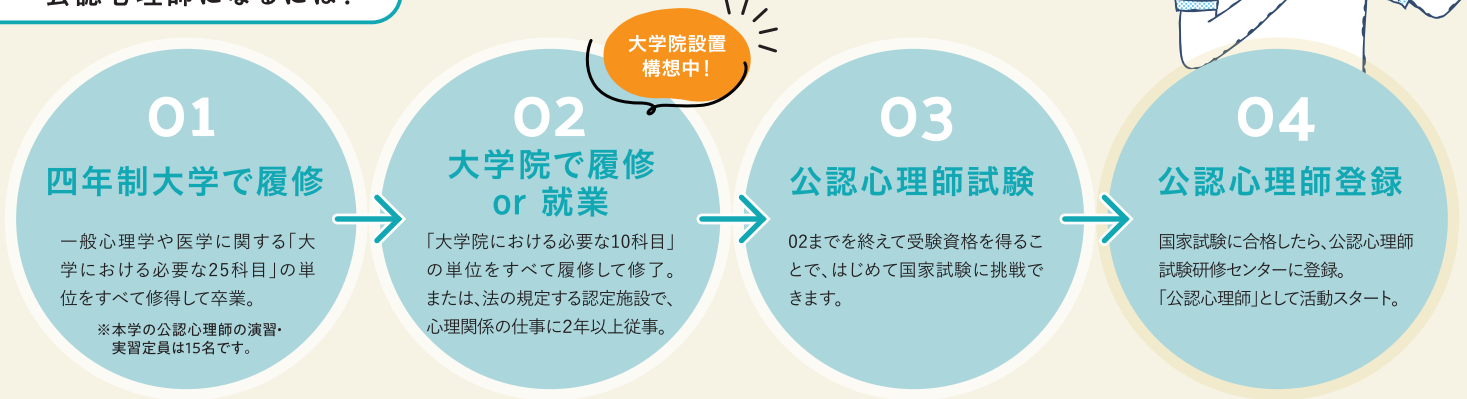 公認心理師になるには?
大学院設置
構想中!
01
四年制大学で履修
一般心理学や医学に関する「大
学における必要な25科目」の単
位をすべて修得して卒業。
※本学の公認心理師の演習・
実習定員は15名です。
02
大学院で履修
or 就業
「大学院における必要な10科目」
の単位をすべて履修して修了。
または、法の規定する認定施設で、
心理関係の仕事に2年以上従事。
03
公認心理師試験
02までを終えて受験資格を得るこ
とで、はじめて国家試験に挑戦で
きます。
04
公認心理師登録
国家試験に合格したら、公認心理師
試験研修センターに登録。
「公認心理師」として活動スタート。